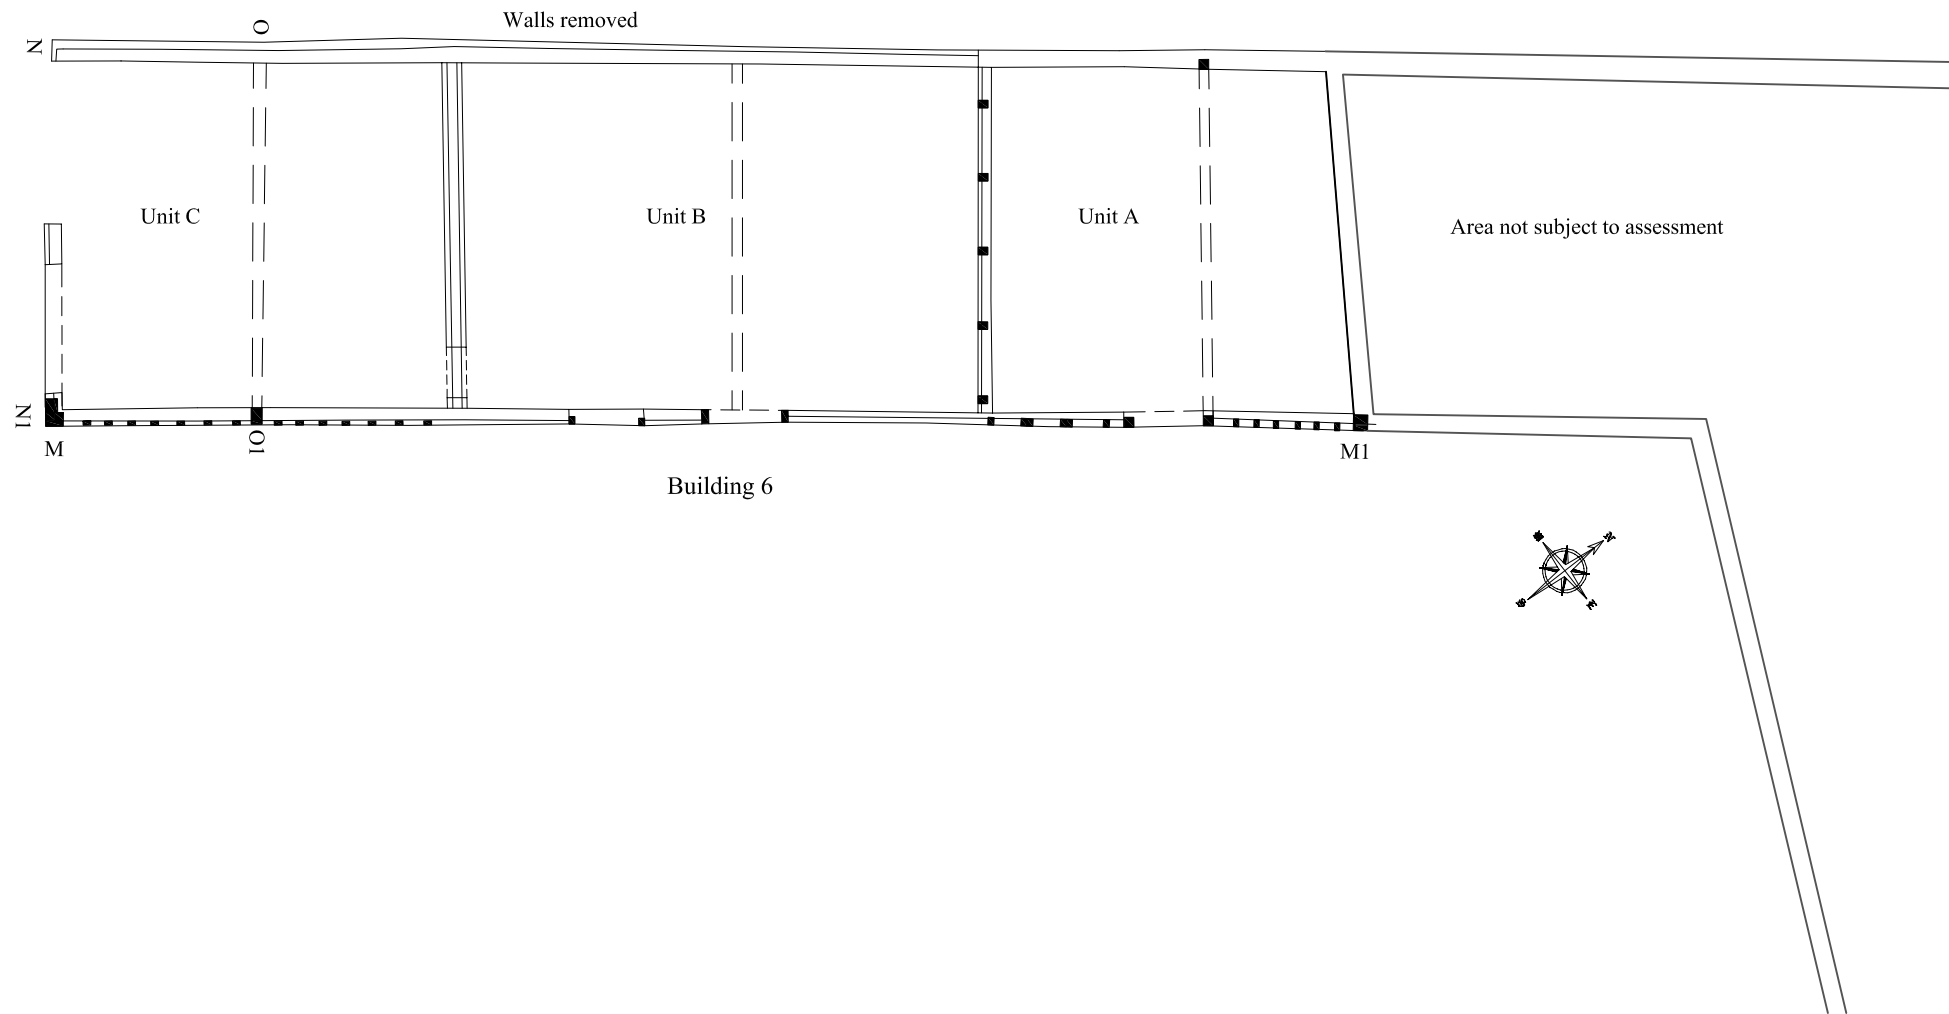 Walls removed
O
N
Unit C
Unit B
Unit A
Area not subject to assessment
N1
M
O1
M1
Building 6
N
E